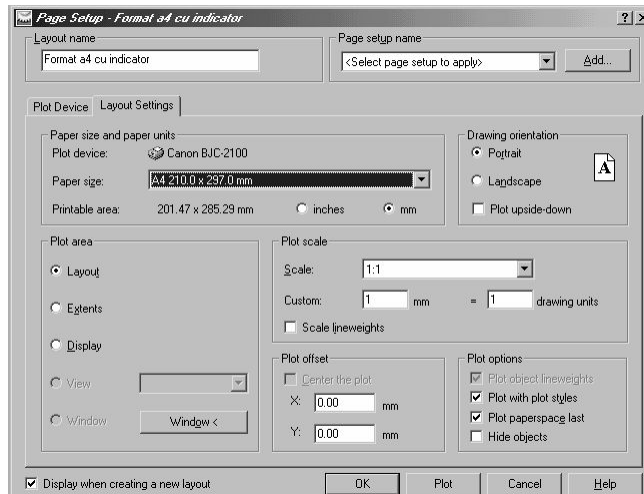 Page Setup - Format a4 cu indicator
Layout name
Format a4 cu indicator
Page setup name
<Select page setup to apply>
Add...
Plot Device
Layout Settings
Paper size and paper units
Plot device: Canon BJC-2100
Paper size: A4 210.0 x 297.0 mm
Printable area: 201.47 x 285.29 mm inches mm
Drawing orientation
Portrait
Landscape
Plot upside-down
A
Plot area
Layout
Extents
Display
View
Window Window <
Plot scale
Scale: 1:1
Custom: 1 mm = 1 drawing units
Scale lineweights
Plot offset
Center the plot
X: 0.00 mm
Y: 0.00 mm
Plot options
Plot object lineweights
Plot with plot styles
Plot paperspace last
Hide objects
Display when creating a new layout
OK Plot Cancel Help